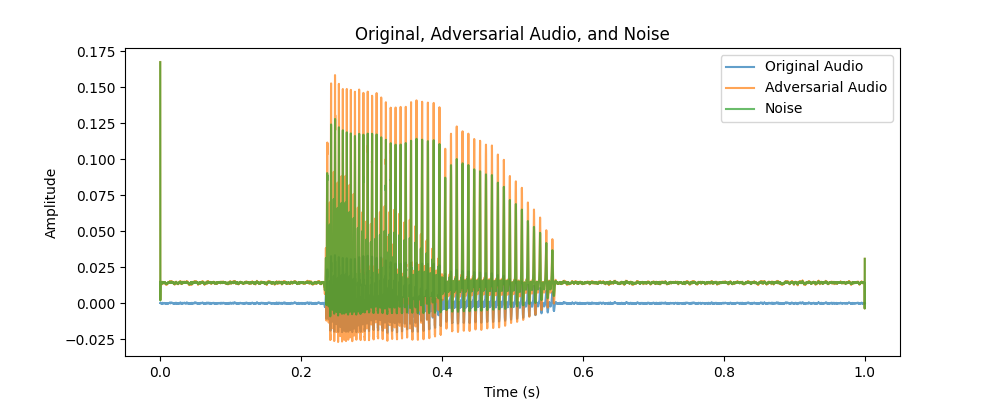 Original, Adversarial Audio, and Noise
Original Audio
Adversarial Audio
Noise
Amplitude
0.175
0.150
0.125
0.100
0.075
0.050
0.025
0.000
−0.025
0.0 0.2 0.4 0.6 0.8 1.0
Time (s)